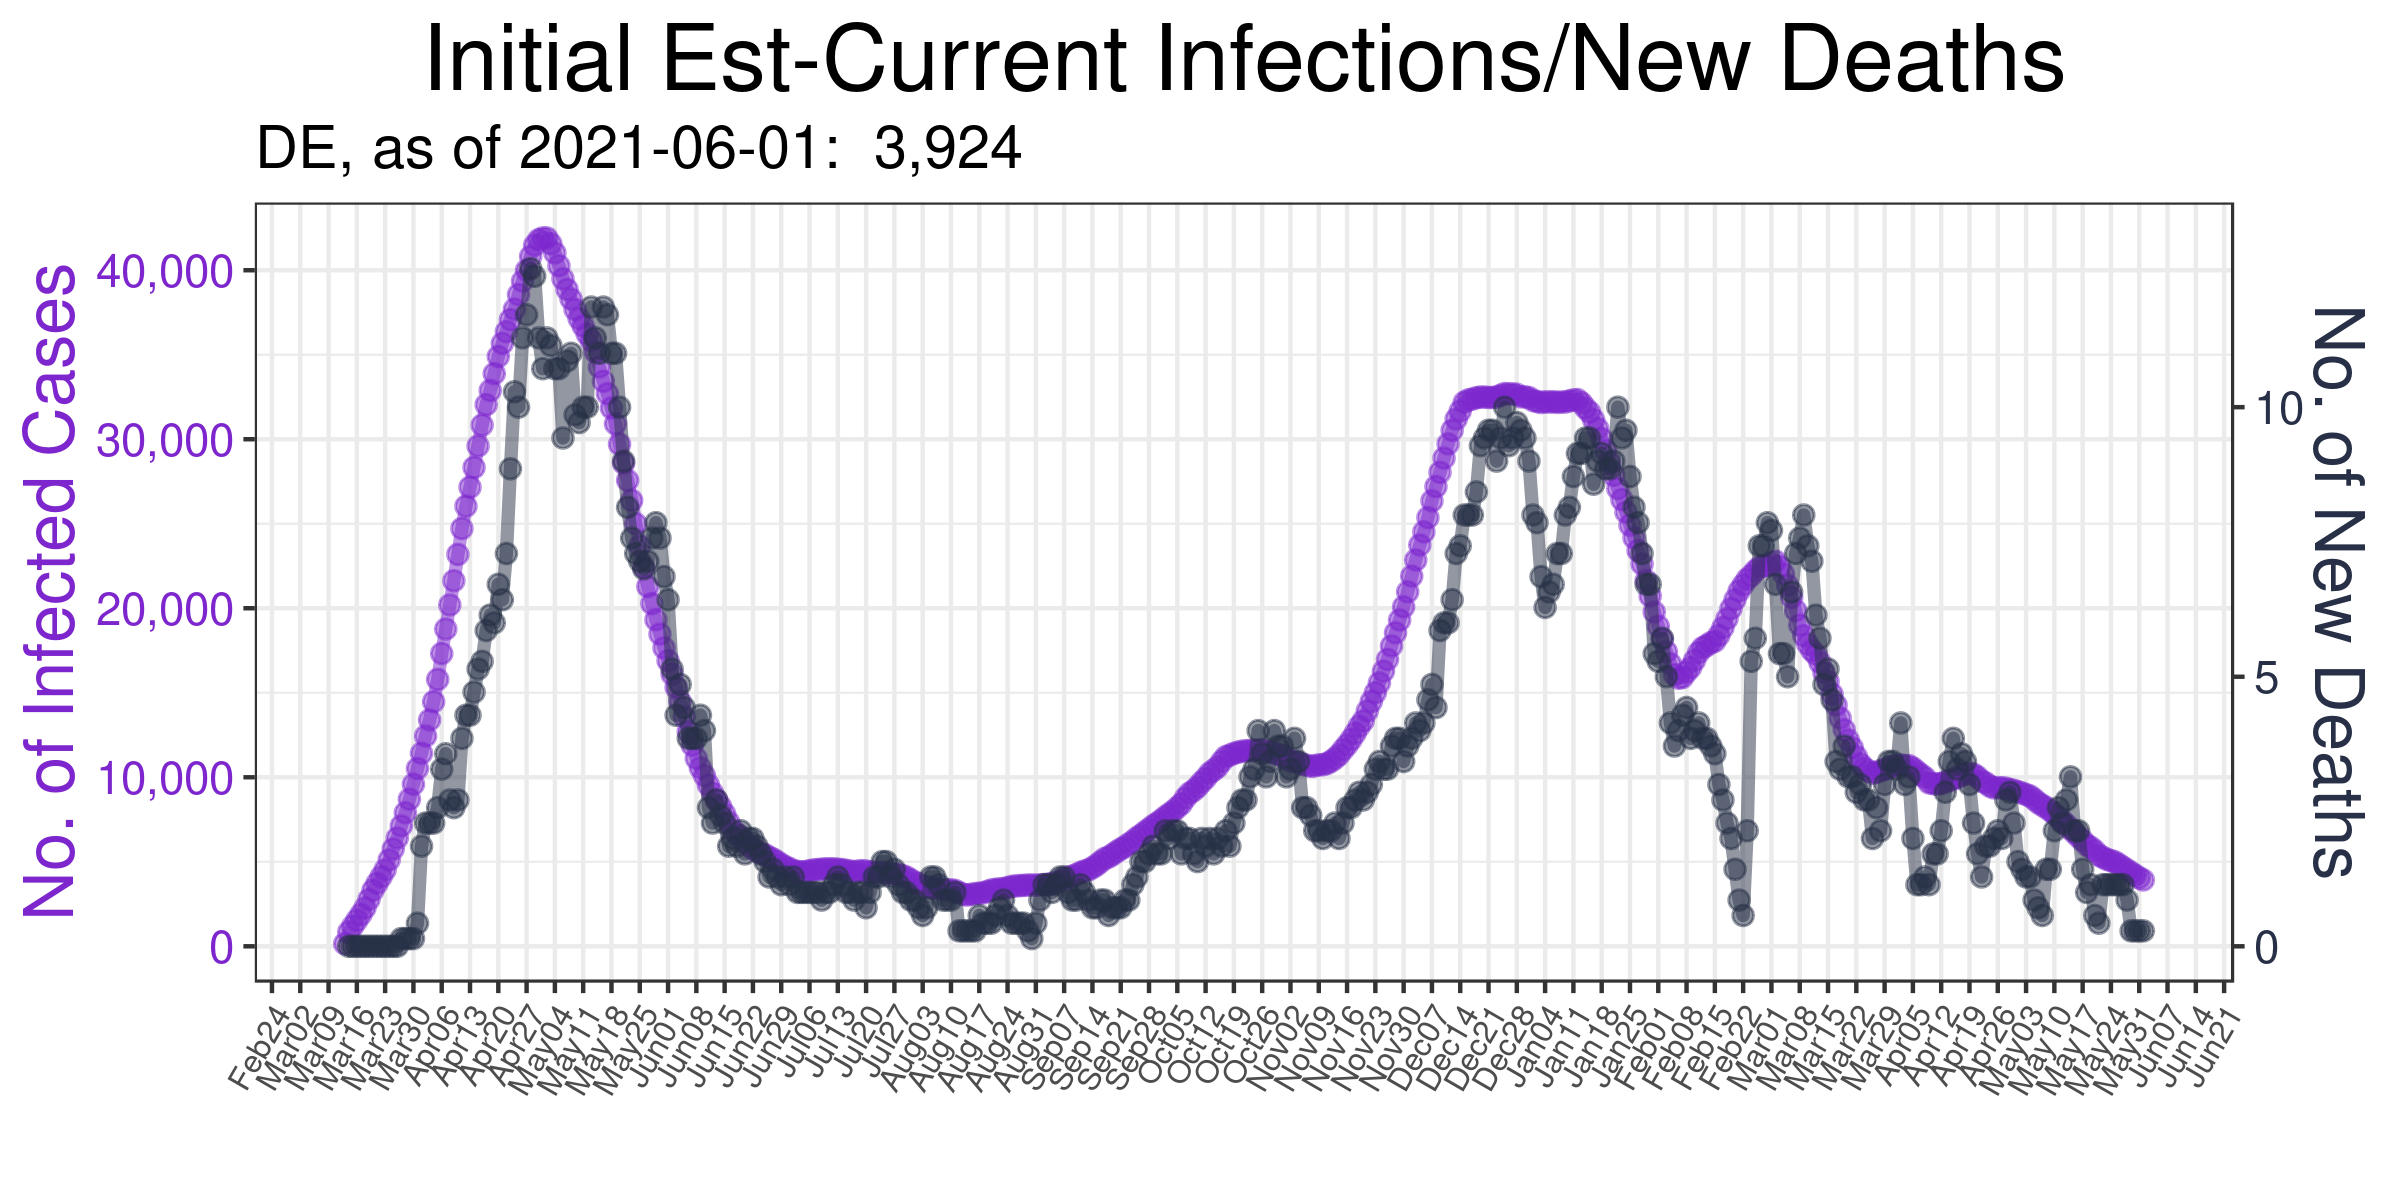 Initial Est-Current Infections/New Deaths
DE, as of 2021-06-01:  3,924
No. of Infected Cases
40,000
30,000
20,000
10,000
0
10
5
0
No. of New Deaths
Feb24
Mar02
Mar09
Mar16
Mar23
Mar30
Apr06
Apr13
Apr20
Apr27
May04
May11
May18
May25
Jun01
Jun08
Jun15
Jun22
Jun29
Jul06
Jul13
Jul20
Jul27
Aug03
Aug10
Aug17
Aug24
Aug31
Sep07
Sep14
Sep21
Sep28
Oct05
Oct12
Oct19
Oct26
Nov02
Nov09
Nov16
Nov23
Nov30
Dec07
Dec14
Dec21
Dec28
Jan04
Jan11
Jan18
Jan25
Feb01
Feb08
Feb15
Feb22
Mar01
Mar08
Mar15
Mar22
Mar29
Apr05
Apr12
Apr19
Apr26
May03
May10
May17
May24
May31
Jun07
Jun14
Jun21